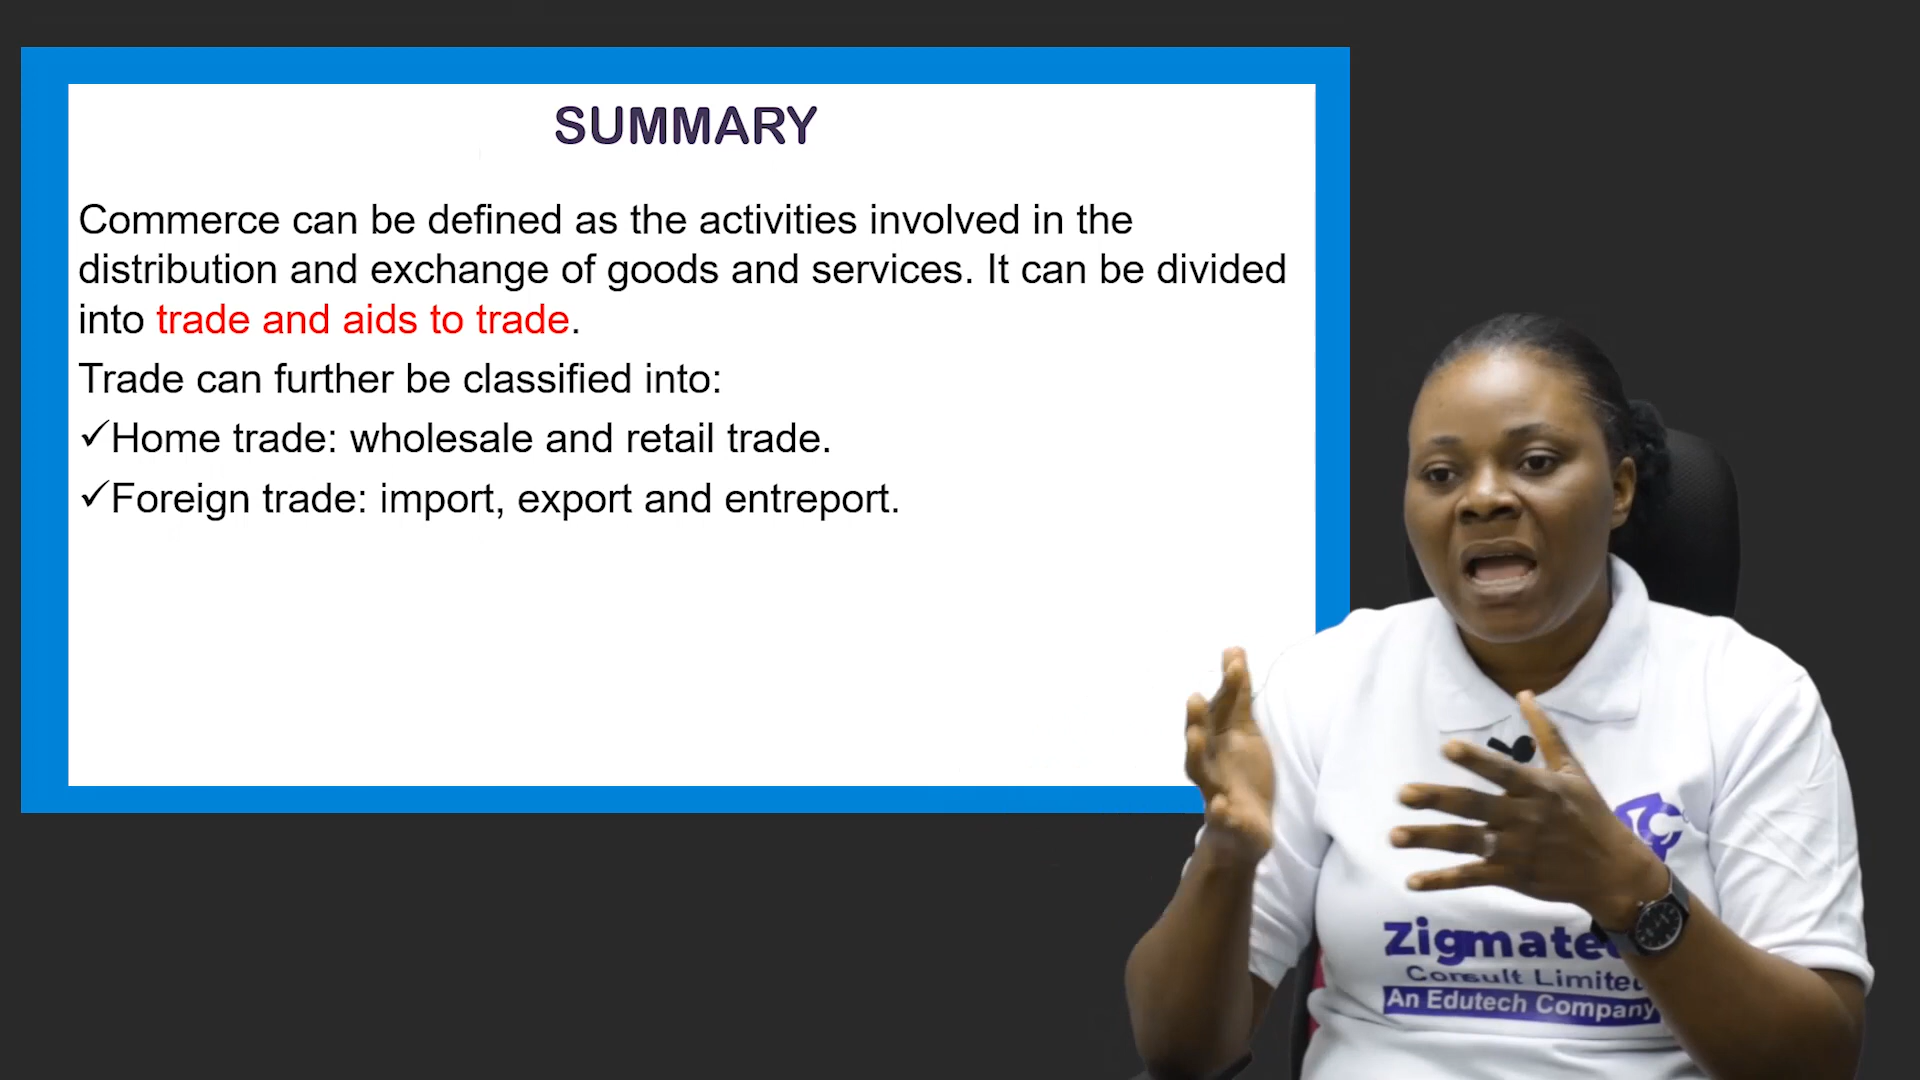 SUMMARY
Commerce can be defined as the activities involved in the
distribution and exchange of goods and services. It can be divided
into trade and aids to trade.
Trade can further be classified into:
✓Home trade: wholesale and retail trade.
✓Foreign trade: import, export and entreport.
Consult Limited
An Edutech Company